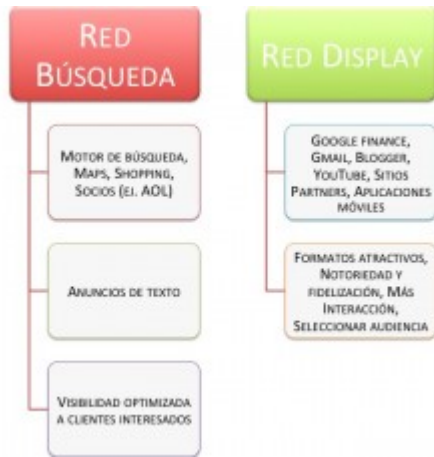 RED
BÚSQUEDA
MOTOR DE BÚSQUEDA,
MAPS, SHOPPING,
SOCIOS (EJ. AOL)
ANUNCIOS DE TEXTO
VISIBILIDAD OPTIMIZADA
A CLIENTES INTERESADOS
RED DISPLAY
GOOGLE FINANCE,
GMAIL, BLOGGER,
YOUTUBE, SITIOS
PARTNERS, APLICACIONES
MÓVILES
FORMATOS ATRACTIVOS,
NOTORIEDAD Y
FIDELIZACIÓN, MÁS
INTERACCIÓN,
SELECCIONAR AUDIENCIA